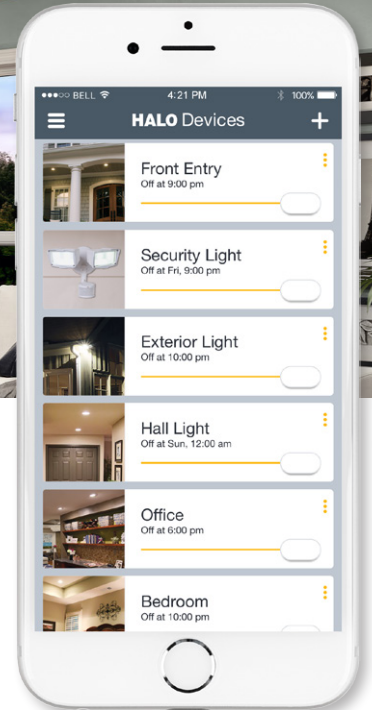 BELL 4:21 PM 100%
HALO Devices
Front Entry
Off at 9:00 pm
Security Light
Off at Fri, 9:00 pm
Exterior Light
Off at 10:00 pm
Hall Light
Off at Sun, 12:00 am
Office
Off at 6:00 pm
Bedroom
Off at 10:00 pm